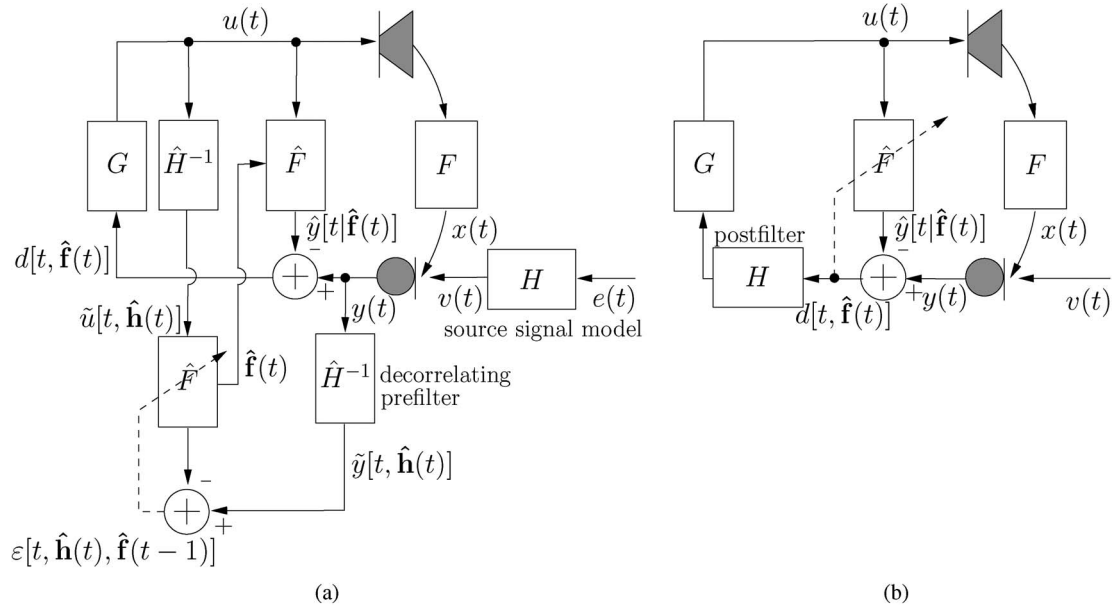 u(t)
G
Ĥ⁻¹
F̂
F
ŷ[t|f̂(t)]
x(t)
d[t, f̂(t)]
-
+
y(t)
v(t)
H
e(t)
source signal model
ũ[t, ĥ(t)]
F̂
f̂(t)
Ĥ⁻¹
decorrelating
prefilter
ỹ[t, ĥ(t)]
-
+
ε[t, ĥ(t), f̂(t−1)]
(a)
u(t)
G
F̂
F
ŷ[t|f̂(t)]
x(t)
postfilter
H
-
+
y(t)
d[t, f̂(t)]
v(t)
(b)